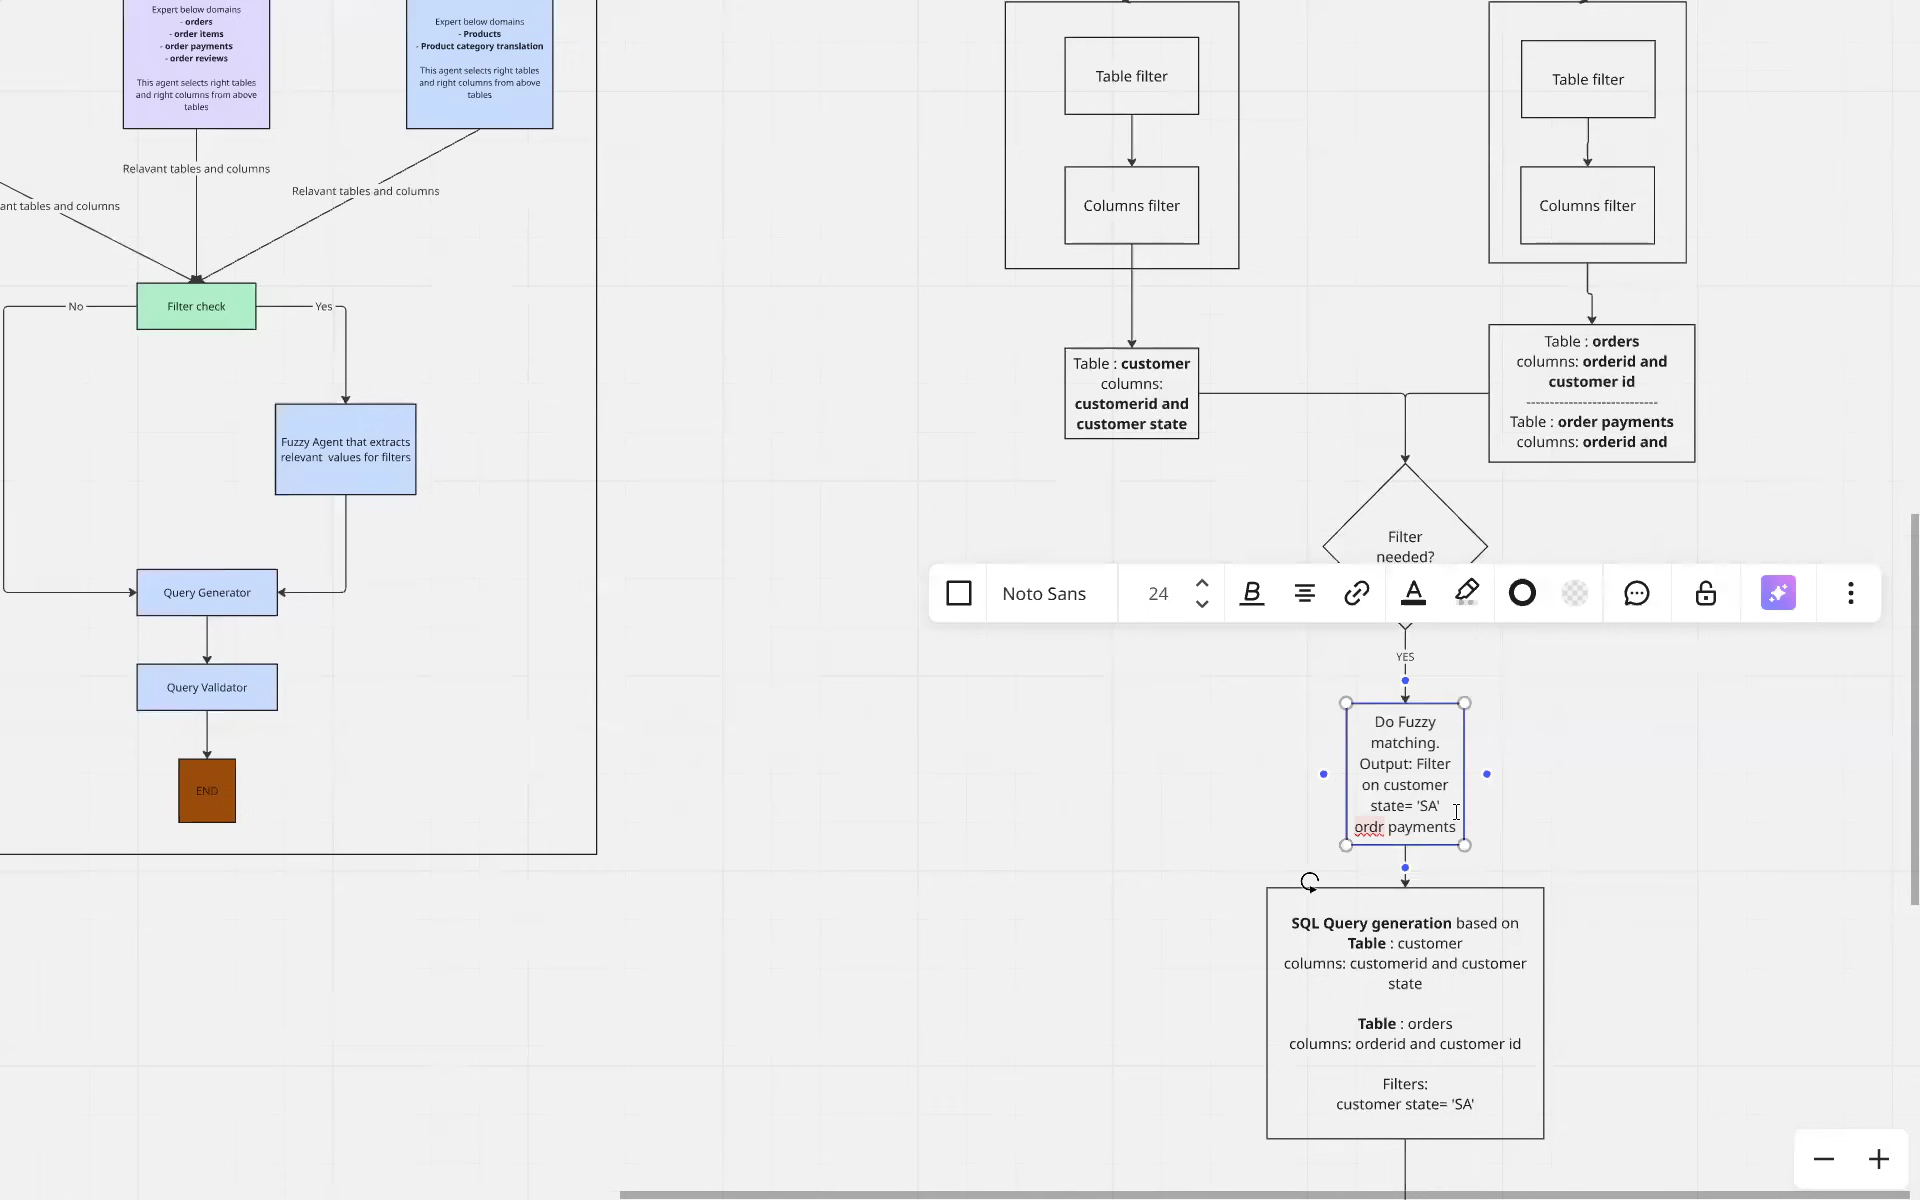 Expert below domains
- orders
- order items
- order payments
- order reviews
This agent selects right tables
and right columns from above
tables
Expert below domains
- Products
- Product category translation
This agent selects right tables
and right columns from above
tables
Relavant tables and columns
Relavant tables and columns
ant tables and columns
Filter check
No
Yes
Fuzzy Agent that extracts
relevant values for filters
Query Generator
Query Valldator
END
Table filter
Columns filter
Table filter
Columns filter
Table : customer
columns:
customerid and
customer state
Table : orders
columns: orderid and
customer id
----------------------------
Table : order payments
columns: orderid and
Filter
needed?
Noto Sans
24
B
A
YES
Do Fuzzy
matching.
Output: Filter
on customer
state= 'SA'
ordr payments
SQL Query generation based on
Table : customer
columns: customerid and customer
state
Table : orders
columns: orderid and customer id
Filters:
customer state= 'SA'